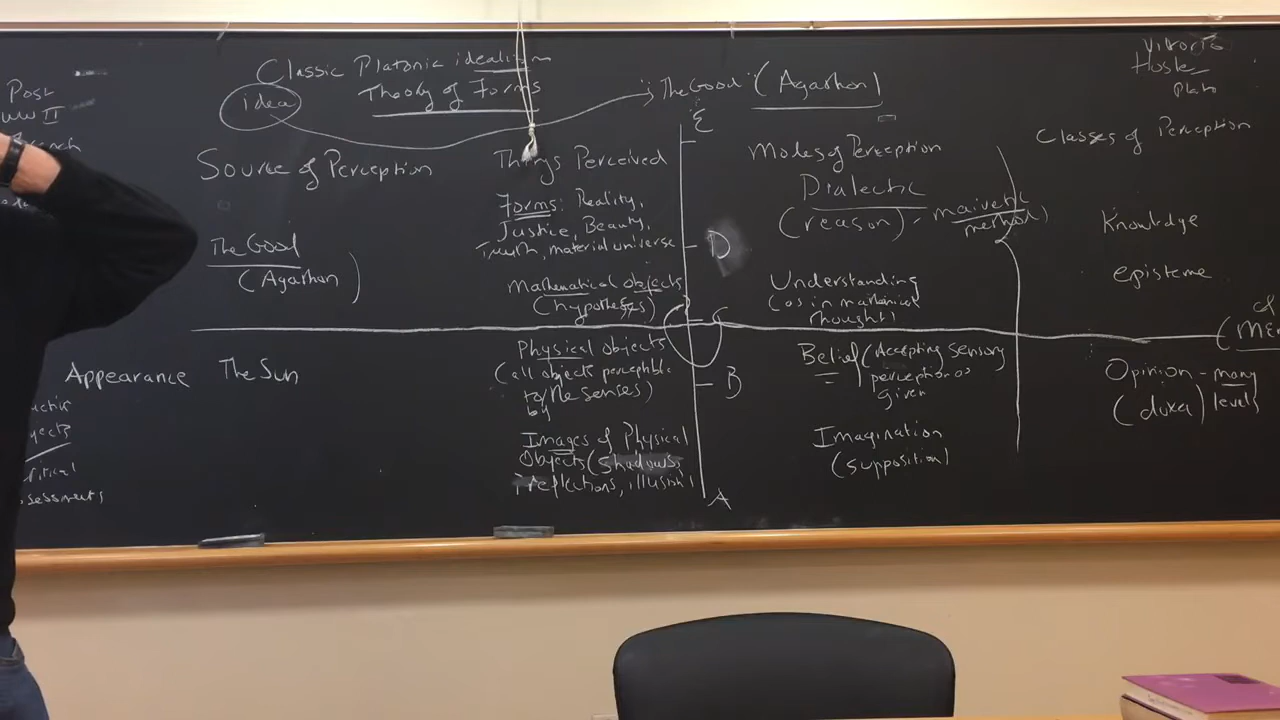 Classic Platonic idealism
Theory of Forms
idea
The Good (Agathon)
Post
WW II
Plato
Source of Perception
Things Perceived
Modes of Perception
Classes of Perception
The Good
(Agathon)
Forms: Reality,
Justice, Beauty,
Truth, material universe
Mathematical objects
(hypotheses)
E
D
C
B
A
Dialectic
(reason) - maieutic
method)
Understanding
(as in mathematical
thought)
Knowledge
episteme
Appearance
The Sun
Physical objects
(all objects perceptible
to/the senses)
by
Images of Physical
Objects (shadows,
reflections, illusions
Belief (Accepting sensory
perception as
given
Imagination
(supposition)
Opinion - many
(doxa) levels